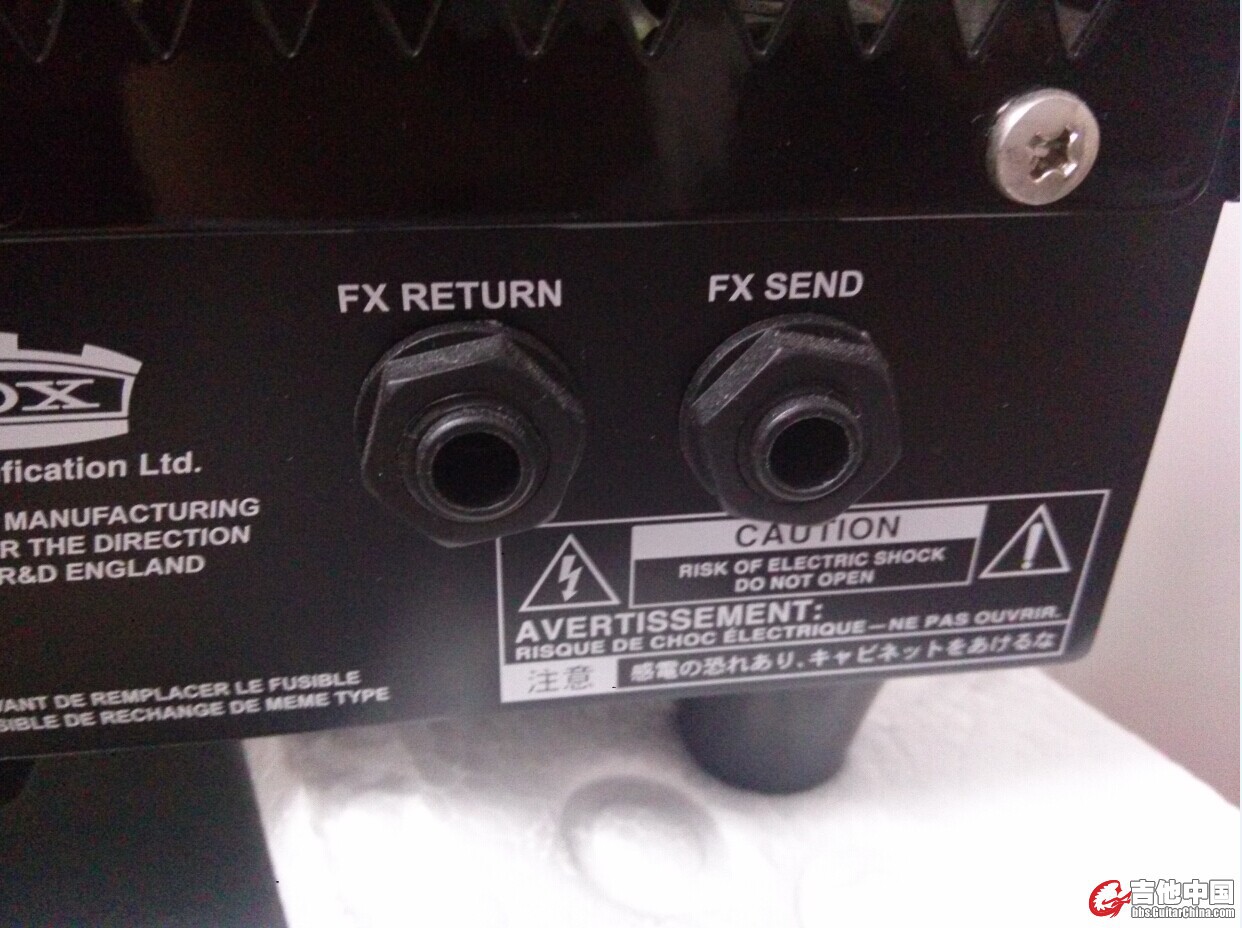 FX RETURN
FX SEND
OX
fication Ltd.
MANUFACTURING
R THE DIRECTION
R&D ENGLAND
VANT DE REMPLACER LE FUSIBLE
SIBLE DE RECHANGE DE MEME TYPE
CAUTION
RISK OF ELECTRIC SHOCK
DO NOT OPEN
AVERTISSEMENT:
RISQUE DE CHOC ÉLECTRIQUE—NE PAS OUVRIR.
注意 感電の恐れあり.キャビネットをあけるな
吉他中国
bbs.GuitarChina.com